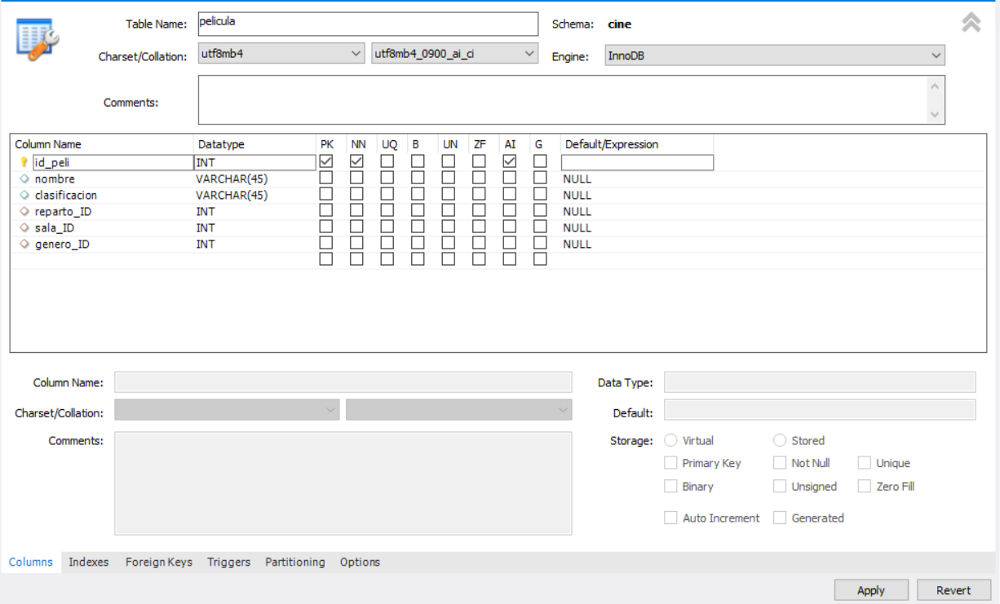 Table Name: pelicula Schema: cine
Charset/Collation: utf8mb4 utf8mb4_0900_ai_ci Engine: InnoDB
Comments:
Column Name Datatype PK NN UQ B UN ZF AI G Default/Expression
id_peli INT
nombre VARCHAR(45) NULL
clasificacion VARCHAR(45) NULL
reparto_ID INT NULL
sala_ID INT NULL
genero_ID INT NULL
Column Name: Data Type:
Charset/Collation: Default:
Comments: Storage: Virtual Stored
Primary Key Not Null Unique
Binary Unsigned Zero Fill
Auto Increment Generated
Columns Indexes Foreign Keys Triggers Partitioning Options
Apply Revert